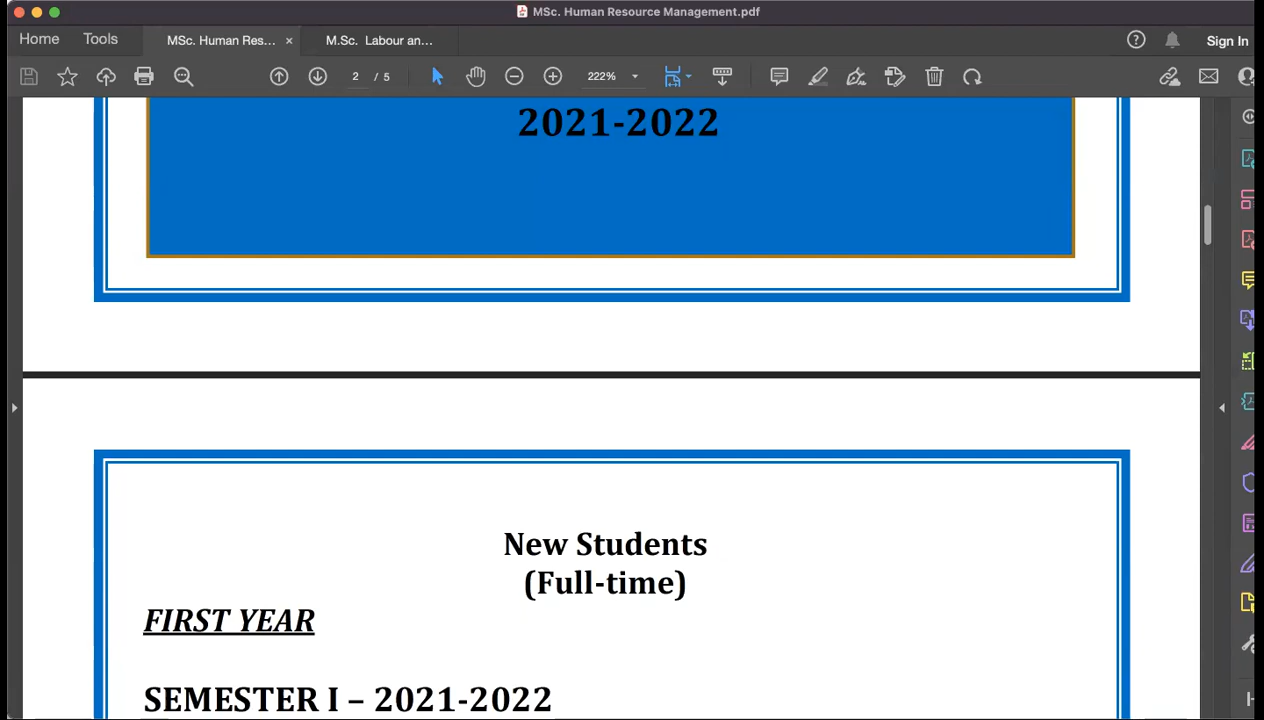 MSc. Human Resource Management.pdf
Home Tools MSc. Human Res... × M.Sc. Labour an... Sign In
2 / 5 222%
2021-2022
New Students
(Full-time)
FIRST YEAR
SEMESTER I – 2021-2022